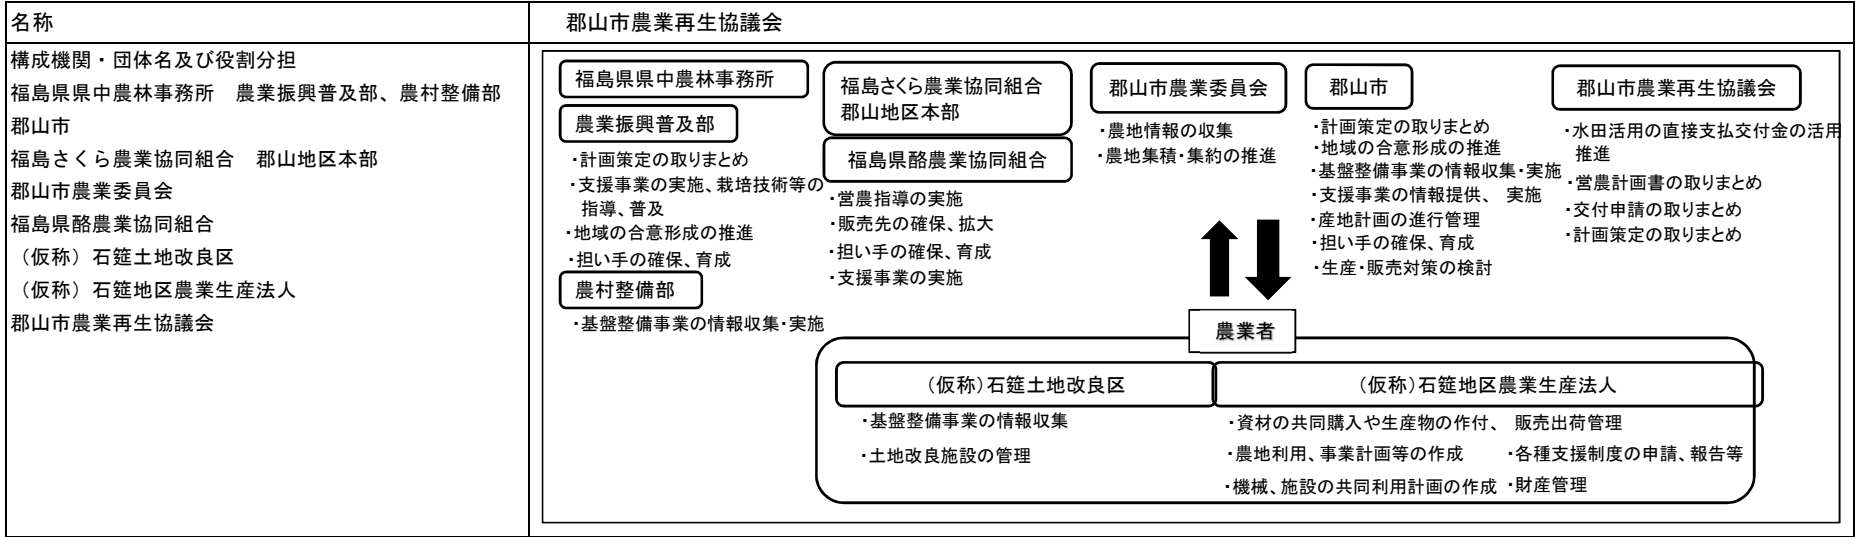 名称
郡山市農業再生協議会
構成機関・団体名及び役割分担
福島県県中農林事務所　農業振興普及部、農村整備部
郡山市
福島さくら農業協同組合　郡山地区本部
郡山市農業委員会
福島県酪農業協同組合
（仮称）石筵土地改良区
（仮称）石筵地区農業生産法人
郡山市農業再生協議会
福島県県中農林事務所
農業振興普及部
・計画策定の取りまとめ
・支援事業の実施、栽培技術等の
指導、普及
・地域の合意形成の推進
・担い手の確保、育成
農村整備部
・基盤整備事業の情報収集・実施
福島さくら農業協同組合
郡山地区本部
福島県酪農業協同組合
・営農指導の実施
・販売先の確保、拡大
・担い手の確保、育成
・支援事業の実施
郡山市農業委員会
・農地情報の収集
・農地集積・集約の推進
郡山市
・計画策定の取りまとめ
・地域の合意形成の推進
・基盤整備事業の情報収集・実施
・支援事業の情報提供、 実施
・産地計画の進行管理
・担い手の確保、育成
・生産・販売対策の検討
郡山市農業再生協議会
・水田活用の直接支払交付金の活用
推進
・営農計画書の取りまとめ
・交付申請の取りまとめ
・計画策定の取りまとめ
農業者
（仮称）石筵土地改良区
・基盤整備事業の情報収集
・土地改良施設の管理
（仮称）石筵地区農業生産法人
・資材の共同購入や生産物の作付、 販売出荷管理
・農地利用、事業計画等の作成
・各種支援制度の申請、報告等
・機械、施設の共同利用計画の作成
・財産管理